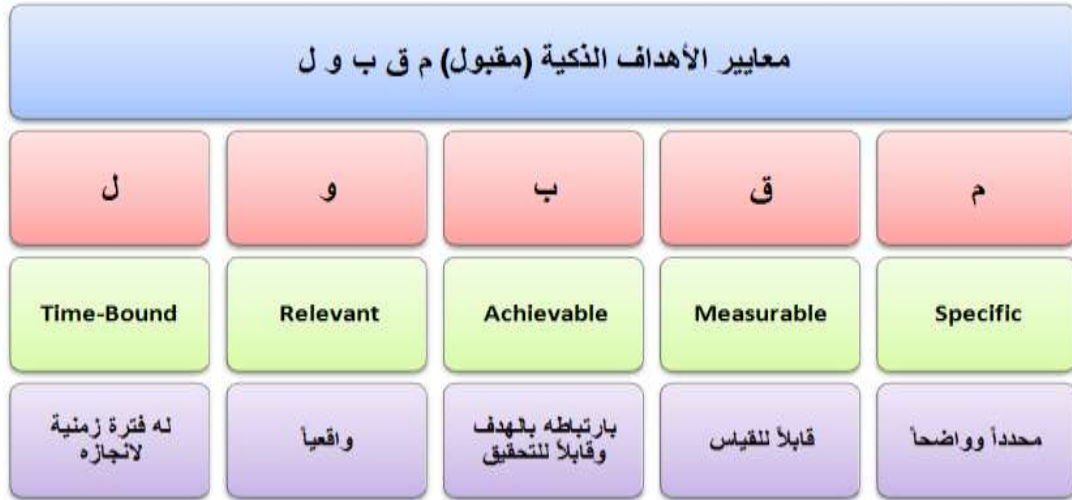 معايير الأهداف الذكية (مقبول) م ق ب و ل
م
ق
ب
و
ل
Specific
Measurable
Achievable
Relevant
Time-Bound
محدداً وواضحاً
قابلاً للقياس
بارتباطه بالهدف
وقابلاً للتحقيق
واقعياً
له فترة زمنية
لانجازه